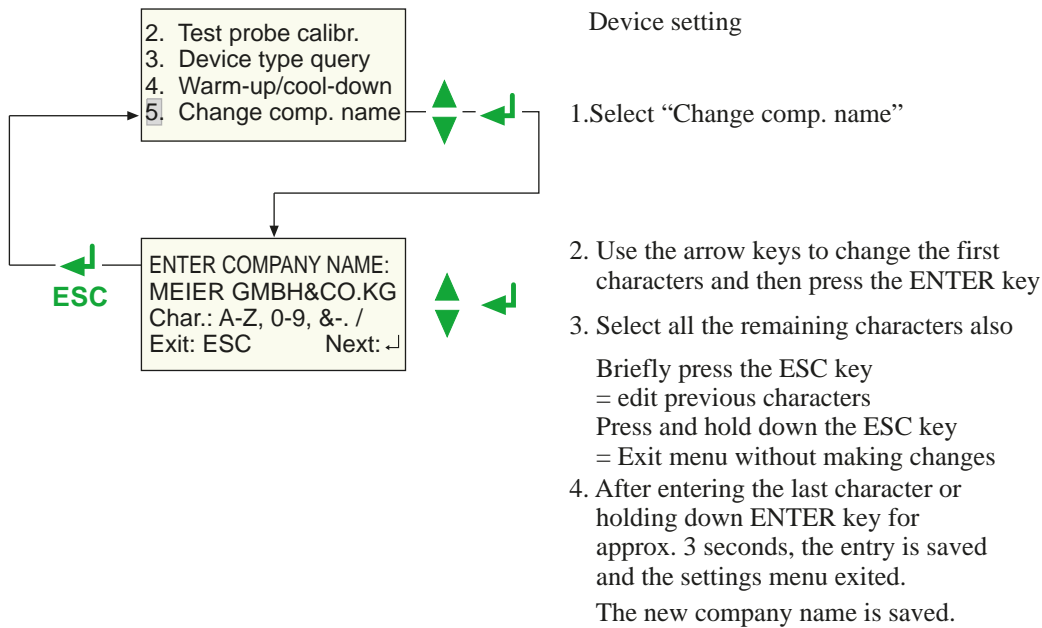 Device setting
2. Test probe calibr.
3. Device type query
4. Warm-up/cool-down
5. Change comp. name
1.Select “Change comp. name”
ESC
ENTER COMPANY NAME:
MEIER GMBH&CO.KG
Char.: A-Z, 0-9, &-. /
Exit: ESC Next: ↵
2. Use the arrow keys to change the first
characters and then press the ENTER key
3. Select all the remaining characters also
Briefly press the ESC key
= edit previous characters
Press and hold down the ESC key
= Exit menu without making changes
4. After entering the last character or
holding down ENTER key for
approx. 3 seconds, the entry is saved
and the settings menu exited.
The new company name is saved.